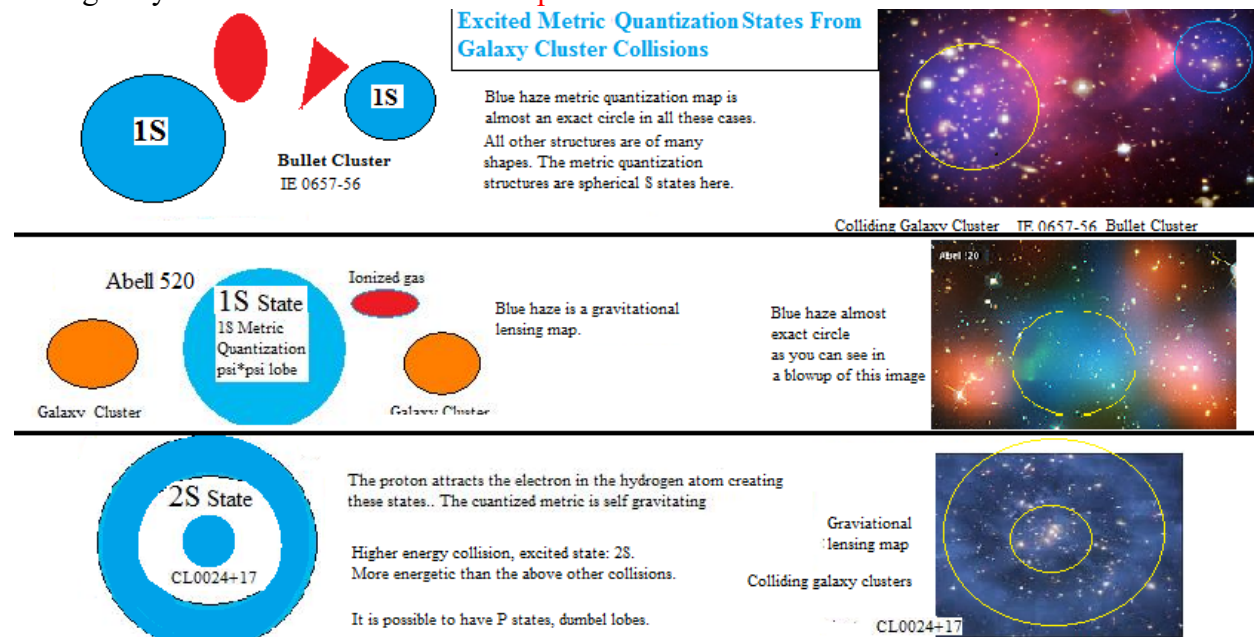 Excited Metric Quantization States From
Galaxy Cluster Collisions
1S
1S
Bullet Cluster
IE 0657-56
Blue haze metric quantization map is
almost an exact circle in all these cases.
All other structures are of many
shapes. The metric quantization
structures are spherical S states here.
Colliding Galaxy Cluster IE 0657-56 Bullet Cluster
Abell 520
1S State
1S Metric
Quantization
psi*psi lobe
Ionized gas
Galaxy Cluster
Galaxy Cluster
Blue haze is a gravitational
lensing map.
Blue haze almost
exact circle
as you can see in
a blowup of this image
Abell 520
2S State
CL0024+17
The proton attracts the electron in the hydrogen atom creating
these states.. The cuantized metric is self gravitating
Higher energy collision, excited state: 2S.
More energetic than the above other collisions.
It is possible to have P states, dumbel lobes.
Graviational
lensing map
Colliding galaxy clusters
CL0024+17